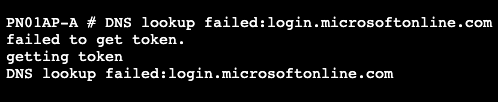 PN01AP-A # DNS lookup failed:login.microsoftonline.com
failed to get token.
getting token
DNS lookup failed:login.microsoftonline.com